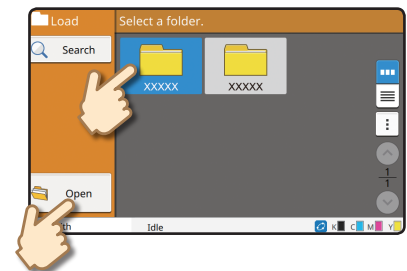 Load
Select a folder.
Search
XXXXX
XXXXX
1
1
Open
Idle
K C M Y